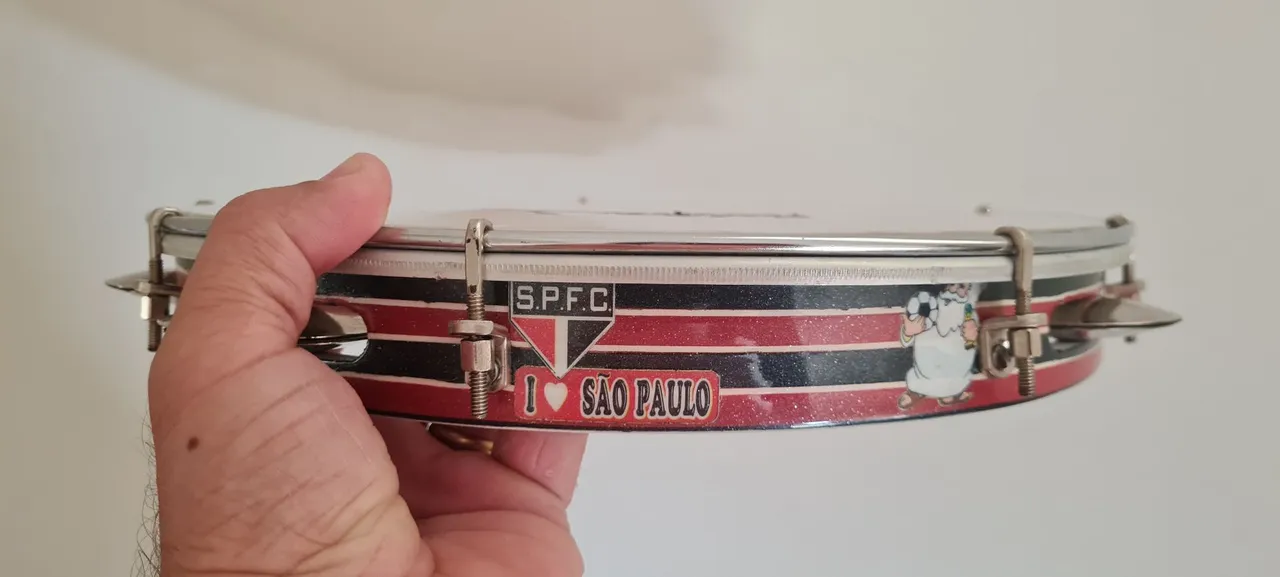 S.P.F.C.
I ♥ SÃO PAULO